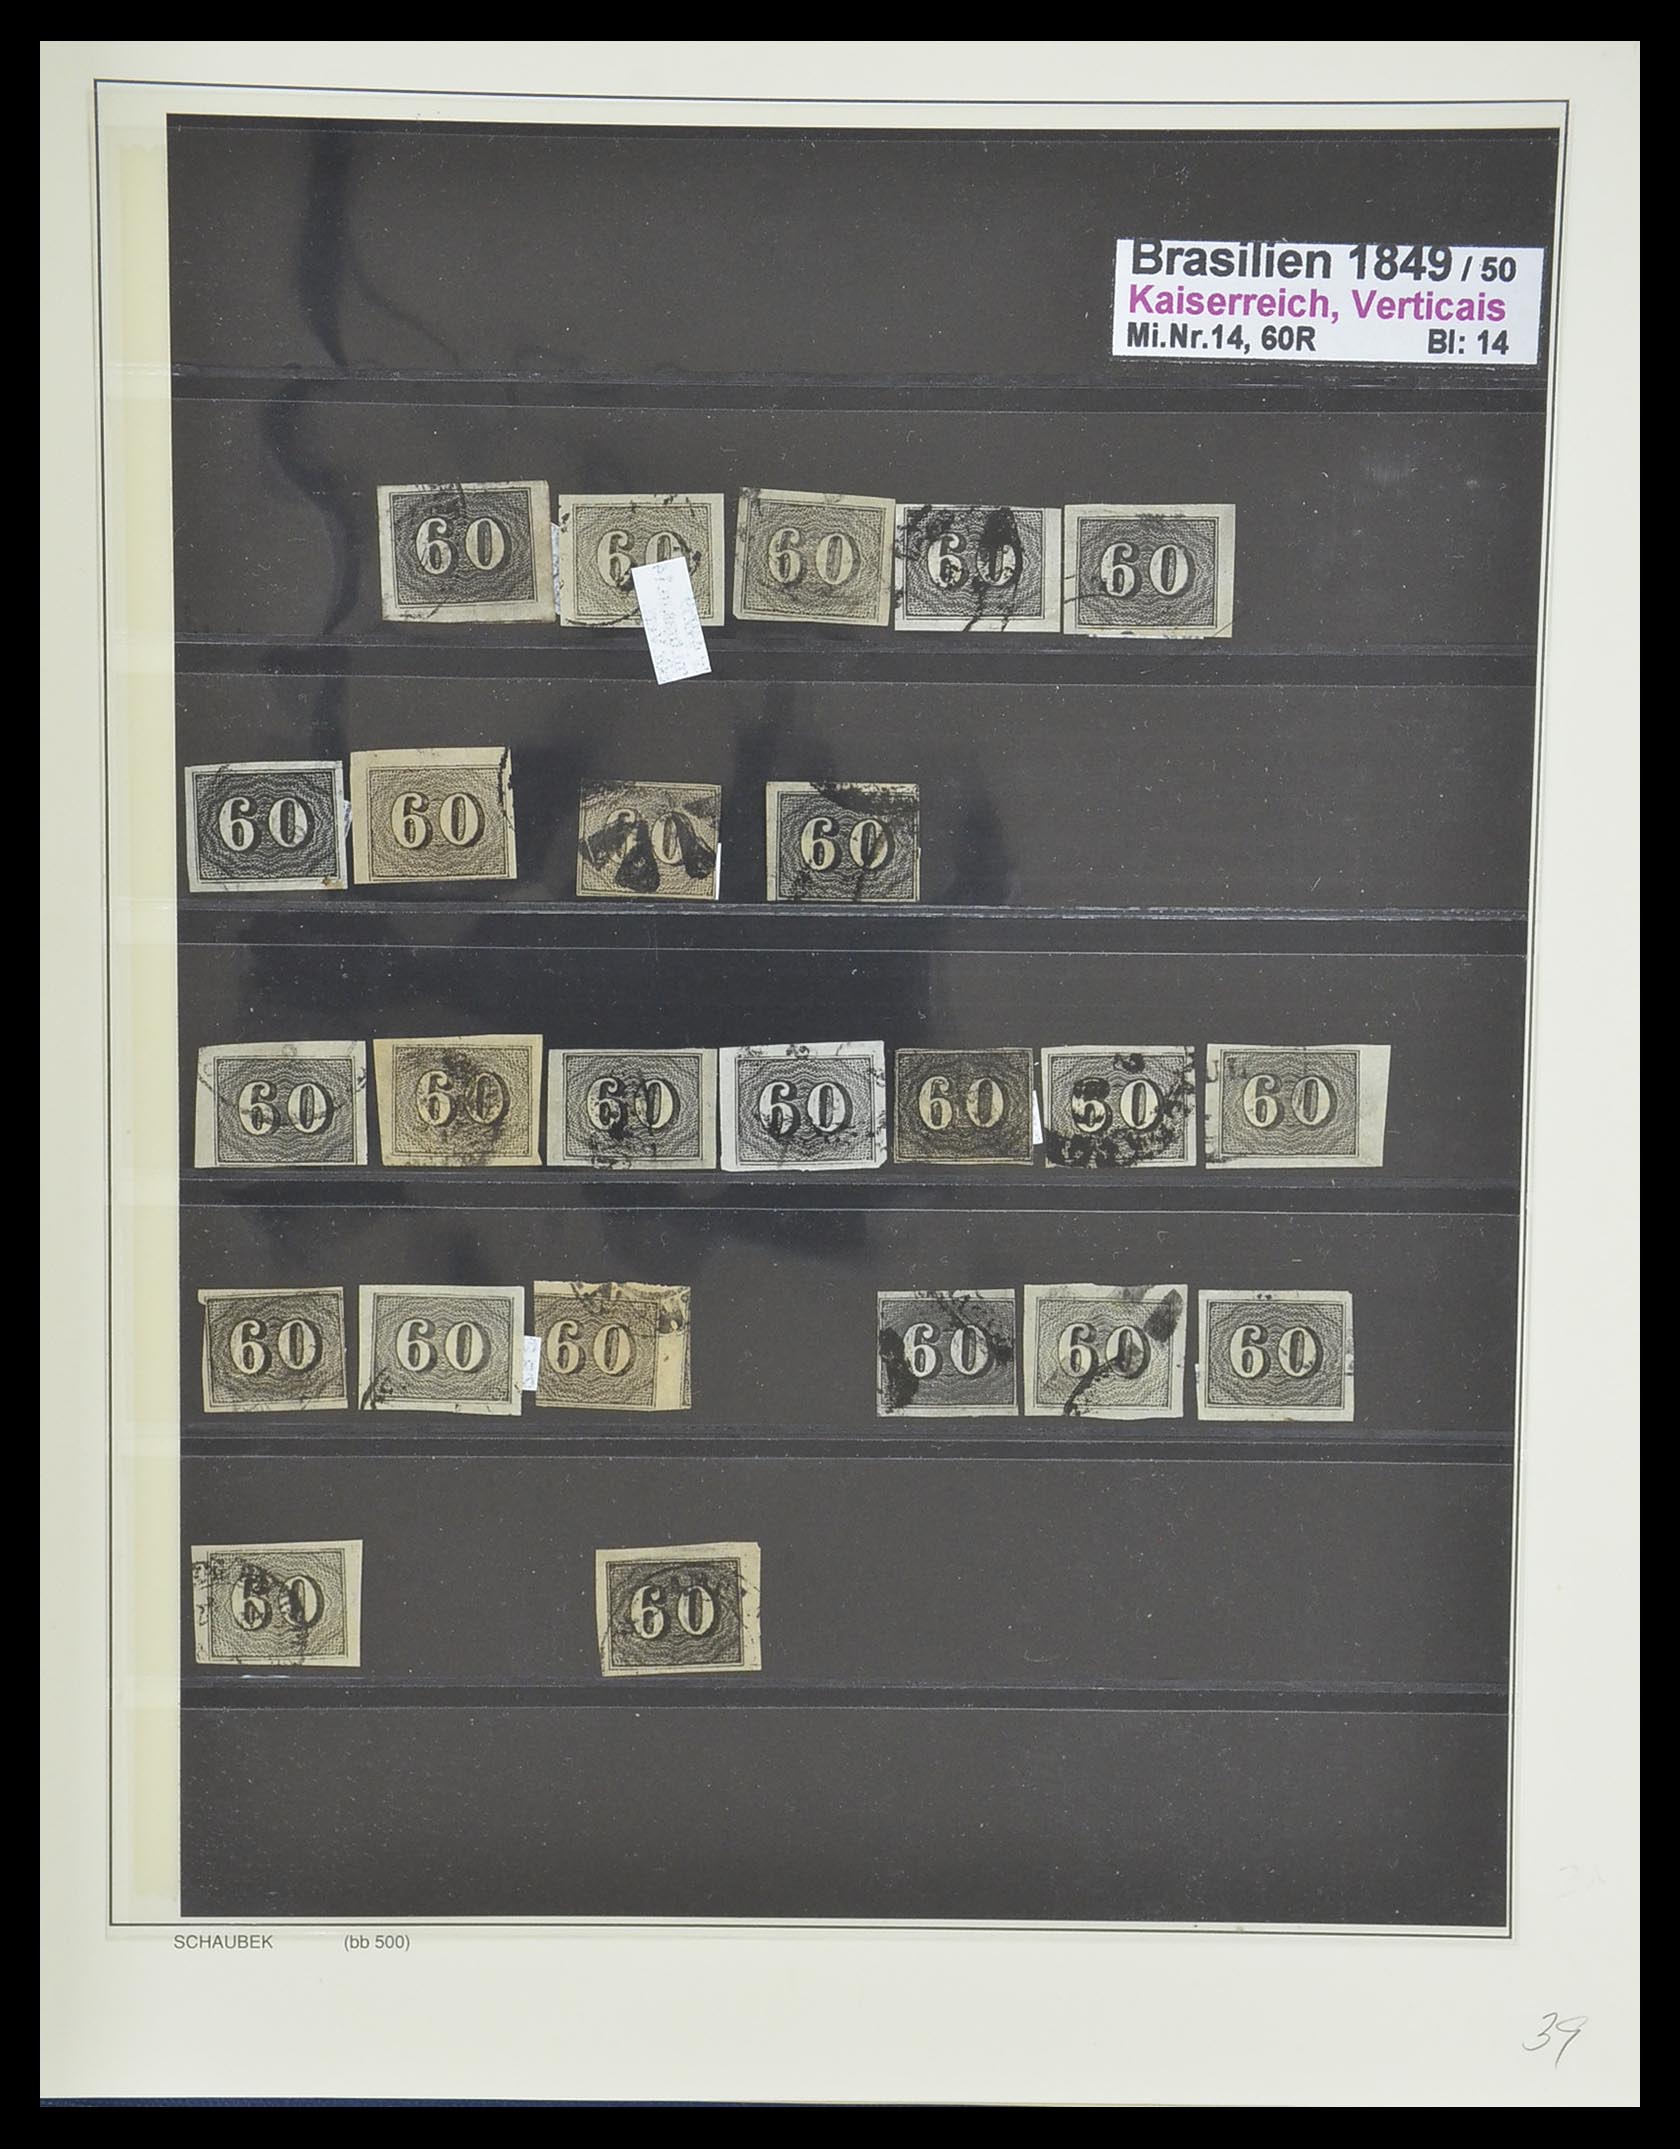 Brasilien 1849 / 50
Kaiserreich, Verticais
Mi.Nr.14, 60R Bl: 14
60 60 60 60 60
60 60 60 60
60 60 60 60 60 60 60
60 60 60 60 60 60
60 60
SCHAUBEK (bb 500)
39